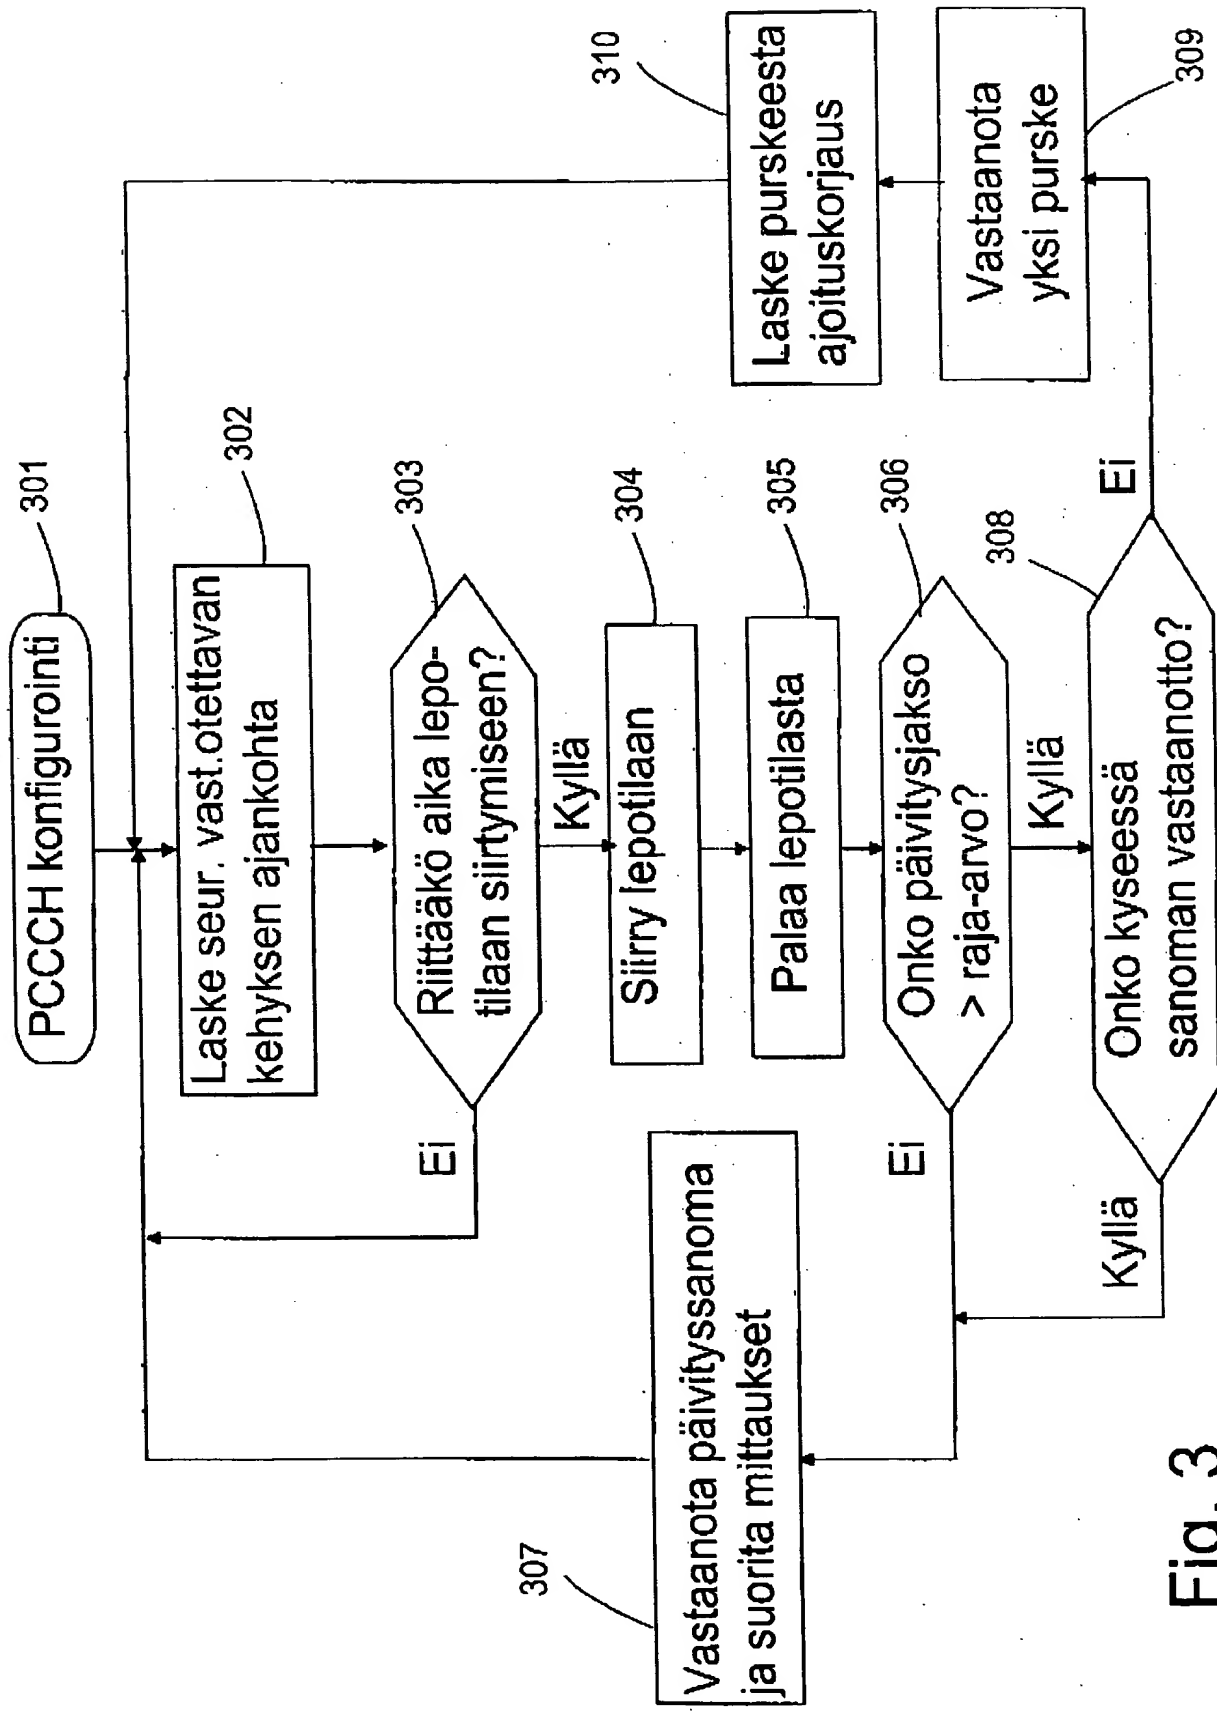 PCCCH konfigurointi
301
Laske seur. vast.otettavan
kehyksen ajankohta
302
Riittääkö aika lepo-
tilaan siirtymiseen?
303
Ei
Kyllä
Siirry lepotilaan
304
Palaa lepotilasta
305
Onko päivitysjakso
> raja-arvo?
306
Ei
Kyllä
Vastaanota päivityssanoma
ja suorita mittaukset
307
Onko kyseessä
sanoman vastaanotto?
308
Kyllä
Ei
Vastaanota
yksi purske
309
Laske purskeesta
ajoituskorjaus
310
Fig. 3